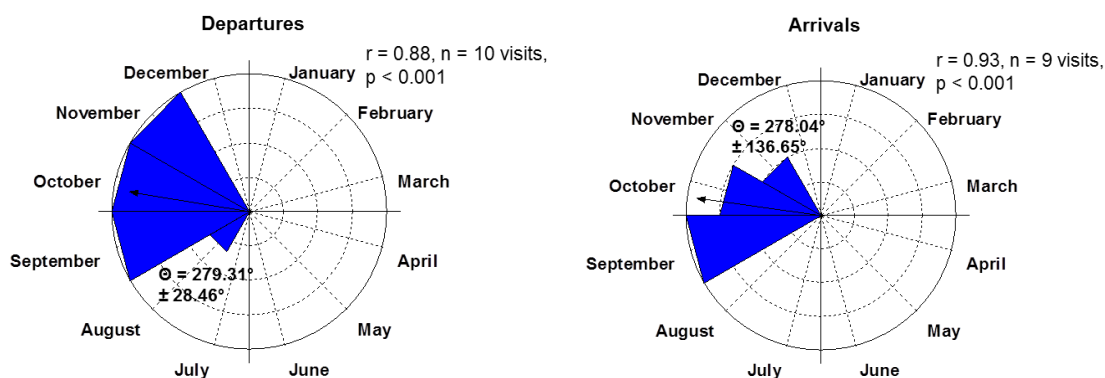 Departures
r = 0.88, n = 10 visits,
p < 0.001
December
January
November
February
October
March
September
April
Θ = 279.31°
± 28.46°
August
May
July
June
Arrivals
r = 0.93, n = 9 visits,
p < 0.001
December
January
November
February
Θ = 278.04°
± 136.65°
October
March
September
April
August
May
July
June